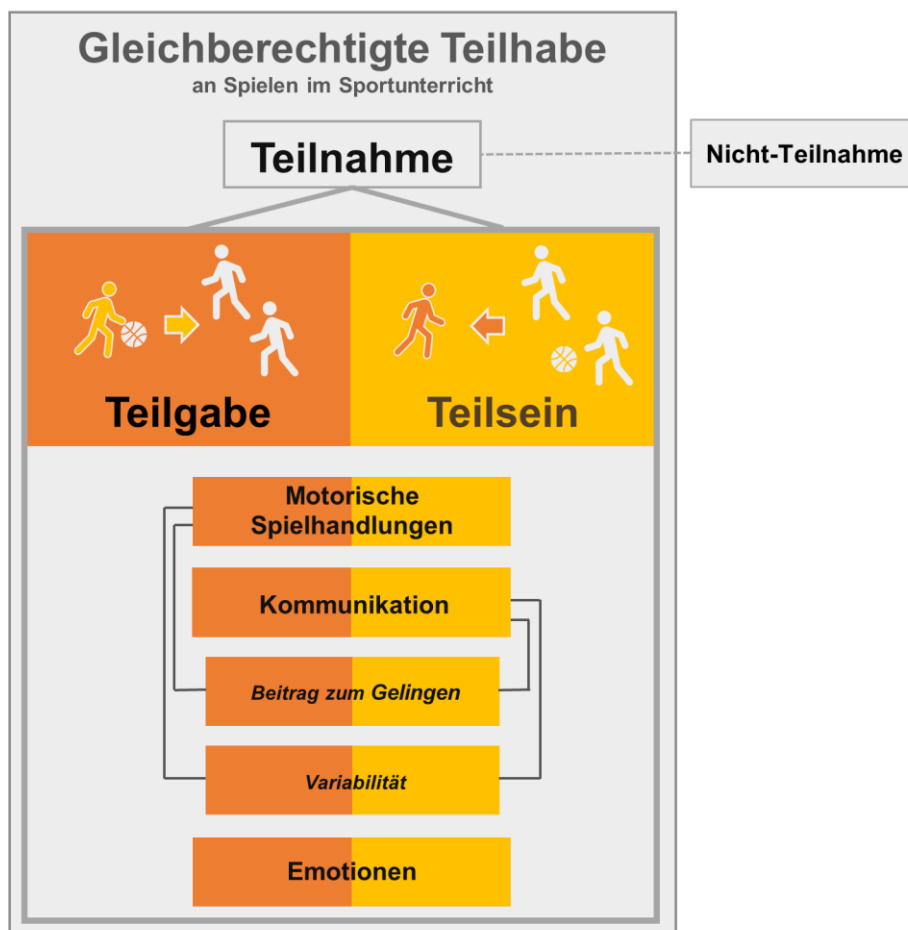 Gleichberechtigte Teilhabe
an Spielen im Sportunterricht
Teilnahme
Nicht-Teilnahme
Teilgabe
Teilsein
Motorische
Spielhandlungen
Kommunikation
Beitrag zum Gelingen
Variabilität
Emotionen